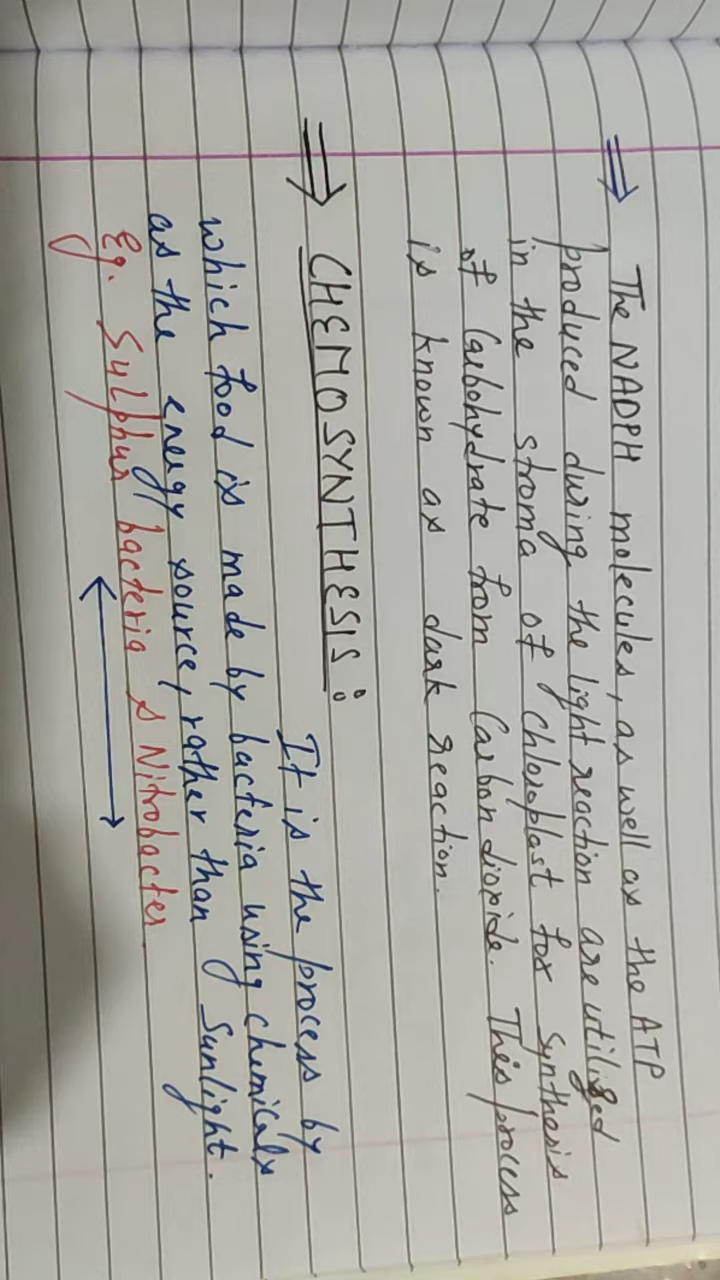 ⇒ The NADPH molecules, as well as the ATP
produced during the light reaction are utilized
in the stroma of chloroplast for synthesis
of Carbohydrate from Carbon dioxide. This process
is known as dark reaction.
⇒ CHEMOSYNTHESIS:
It is the process by
which food is made by bacteria using chemicals
as the energy source, rather than Sunlight.
Eg. Sulphur bacteria & Nitrobacter